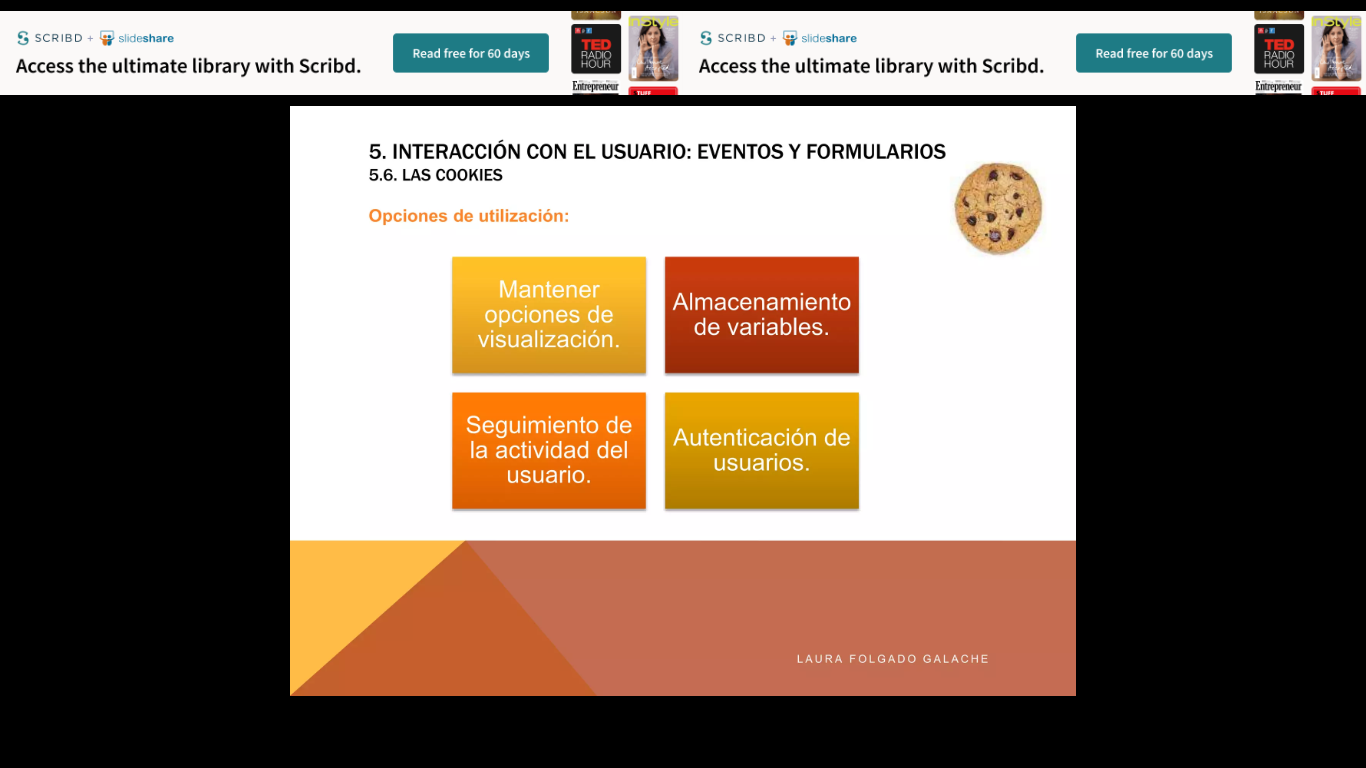 SCRIBD + slideshare
Access the ultimate library with Scribd.
Read free for 60 days
TED
RADIO
HOUR
InStyle
Entrepreneur
SCRIBD + slideshare
Access the ultimate library with Scribd.
Read free for 60 days
TED
RADIO
HOUR
InStyle
Entrepreneur
5. INTERACCIÓN CON EL USUARIO: EVENTOS Y FORMULARIOS
5.6. LAS COOKIES
Opciones de utilización:
Mantener
opciones de
visualización.
Almacenamiento
de variables.
Seguimiento de
la actividad del
usuario.
Autenticación de
usuarios.
LAURA FOLGADO GALACHE